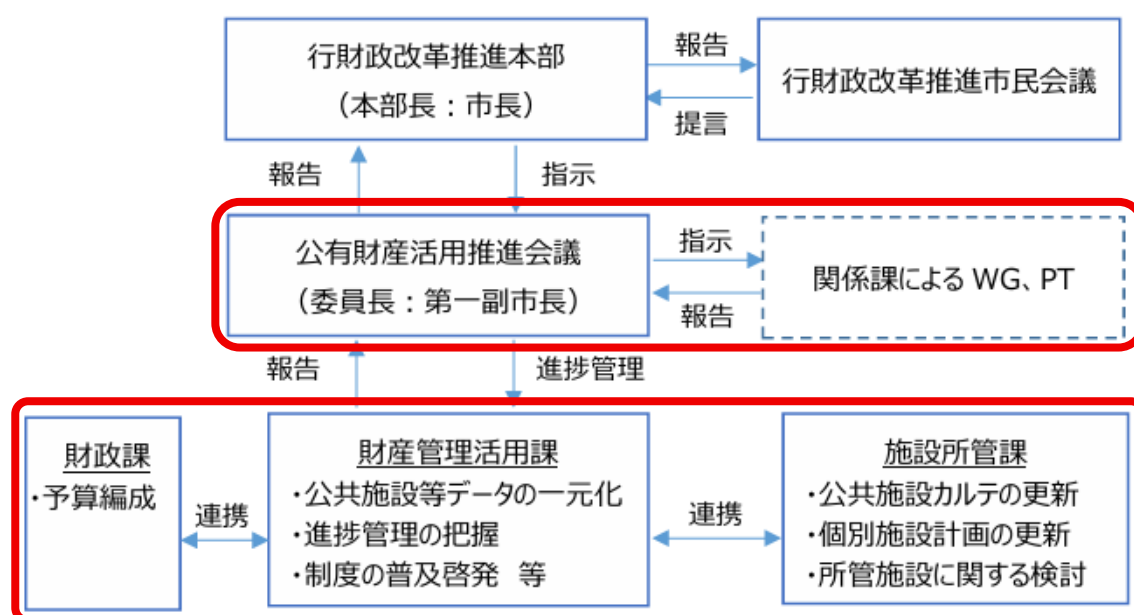 行財政改革推進本部
（本部長：市長）
報告
提言
行財政改革推進市民会議
報告
指示
公有財産活用推進会議
（委員長：第一副市長）
指示
報告
関係課による WG、PT
報告
進捗管理
財政課
・予算編成
連携
財産管理活用課
・公共施設等データの一元化
・進捗管理の把握
・制度の普及啓発 等
連携
施設所管課
・公共施設カルテの更新
・個別施設計画の更新
・所管施設に関する検討